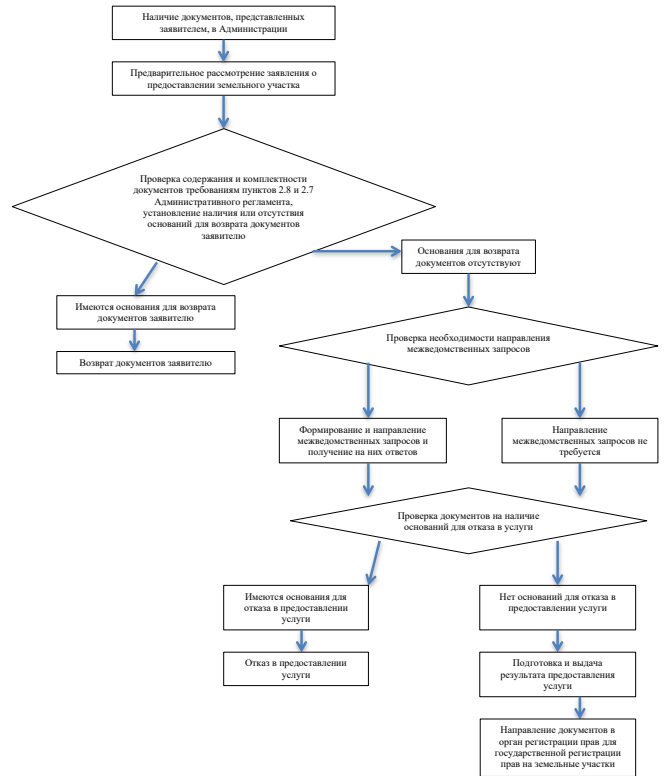 Наличие документов, представленных
заявителем, в Администрации
Предварительное рассмотрение заявления о
предоставлении земельного участка
Проверка содержания и комплектности
документов требованиям пунктов 2.8 и 2.7
Административного регламента,
установление наличия или отсутствия
оснований для возврата документов
заявителю
Основания для возврата
документов отсутствуют
Имеются основания для возврата
документов заявителю
Возврат документов заявителю
Проверка необходимости направления
межведомственных запросов
Формирование и направление
межведомственных запросов и
получение на них ответов
Направление
межведомственных запросов не
требуется
Проверка документов на наличие
оснований для отказа в услуги
Имеются основания для
отказа в предоставлении
услуги
Нет оснований для отказа в
предоставлении услуги
Отказ в предоставлении
услуги
Подготовка и выдача
результата предоставления
услуги
Направление документов в
орган регистрации прав для
государственной регистрации
прав на земельные участки